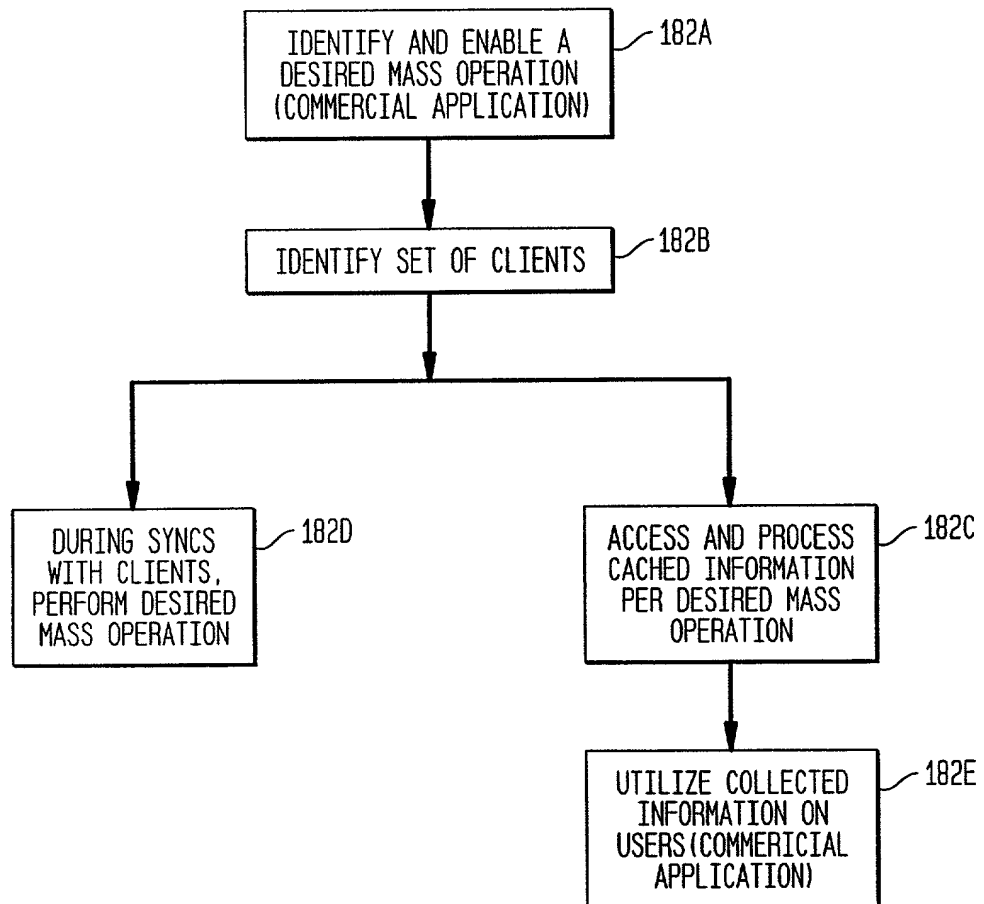 IDENTIFY AND ENABLE A
DESIRED MASS OPERATION
(COMMERCIAL APPLICATION)
182A
IDENTIFY SET OF CLIENTS
182B
DURING SYNCS
WITH CLIENTS,
PERFORM DESIRED
MASS OPERATION
182D
ACCESS AND PROCESS
CACHED INFORMATION
PER DESIRED MASS
OPERATION
182C
UTILIZE COLLECTED
INFORMATION ON
USERS(COMMERICIAL
APPLICATION)
182E